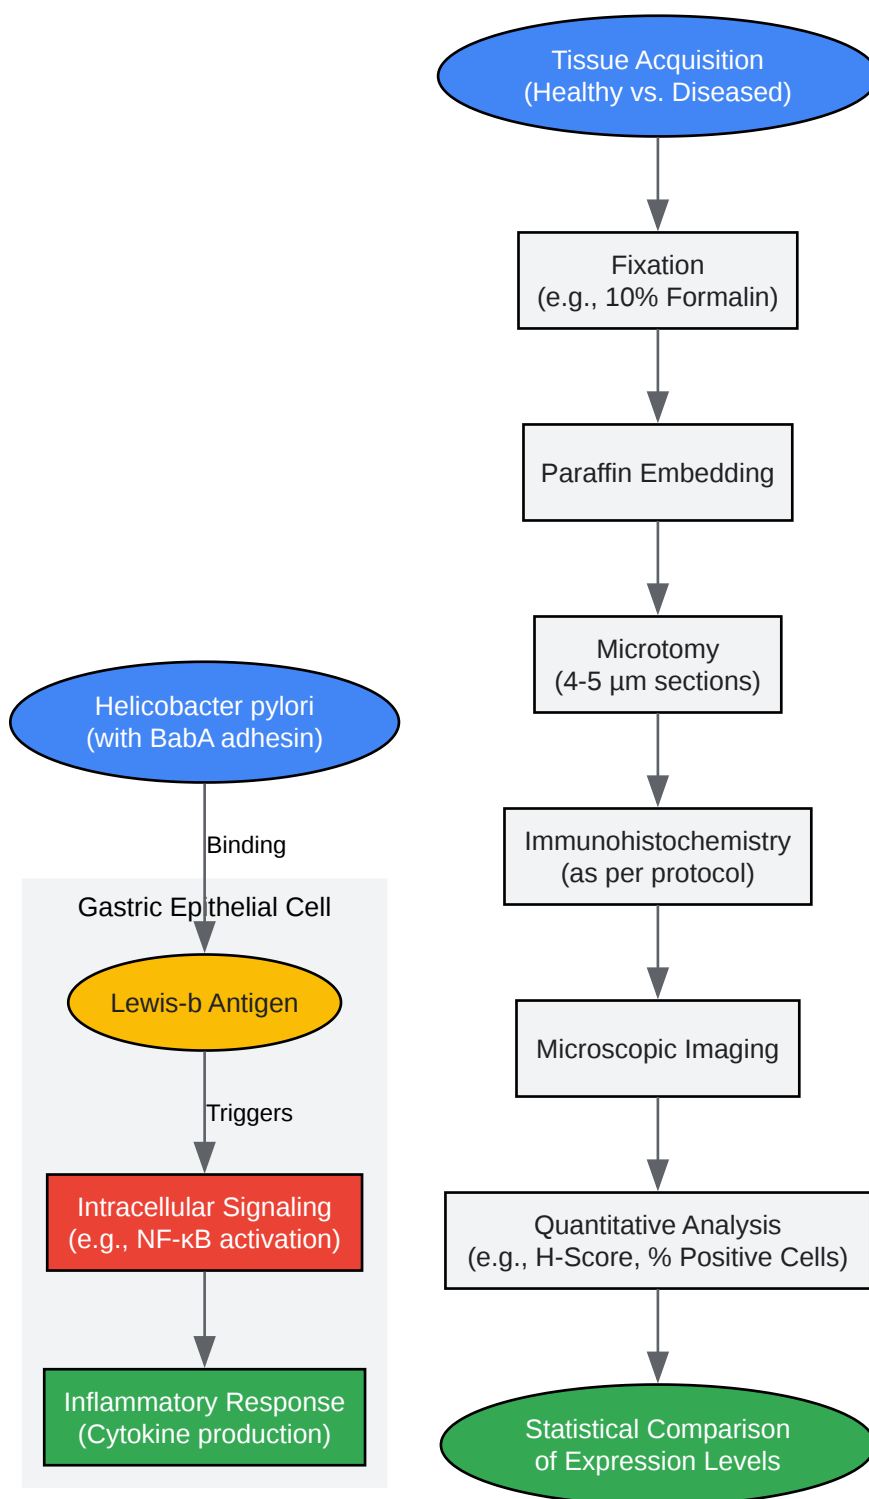 Tissue Acquisition
(Healthy vs. Diseased)
Fixation
(e.g., 10% Formalin)
Paraffin Embedding
Microtomy
(4-5 µm sections)
Immunohistochemistry
(as per protocol)
Microscopic Imaging
Quantitative Analysis
(e.g., H-Score, % Positive Cells)
Statistical Comparison
of Expression Levels
Helicobacter pylori
(with BabA adhesin)
Binding
Gastric Epithelial Cell
Lewis-b Antigen
Triggers
Intracellular Signaling
(e.g., NF-κB activation)
Inflammatory Response
(Cytokine production)